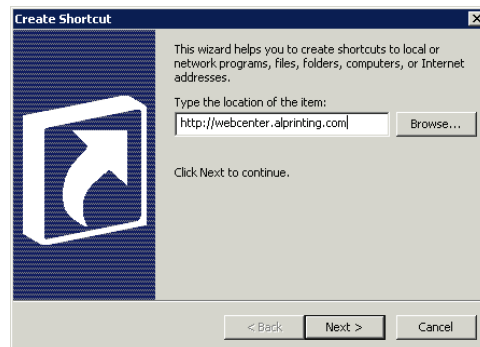 Create Shortcut
This wizard helps you to create shortcuts to local or
network programs, files, folders, computers, or Internet
addresses.
Type the location of the item:
http://webcenter.alprinting.com
Browse...
Click Next to continue.
< Back
Next >
Cancel